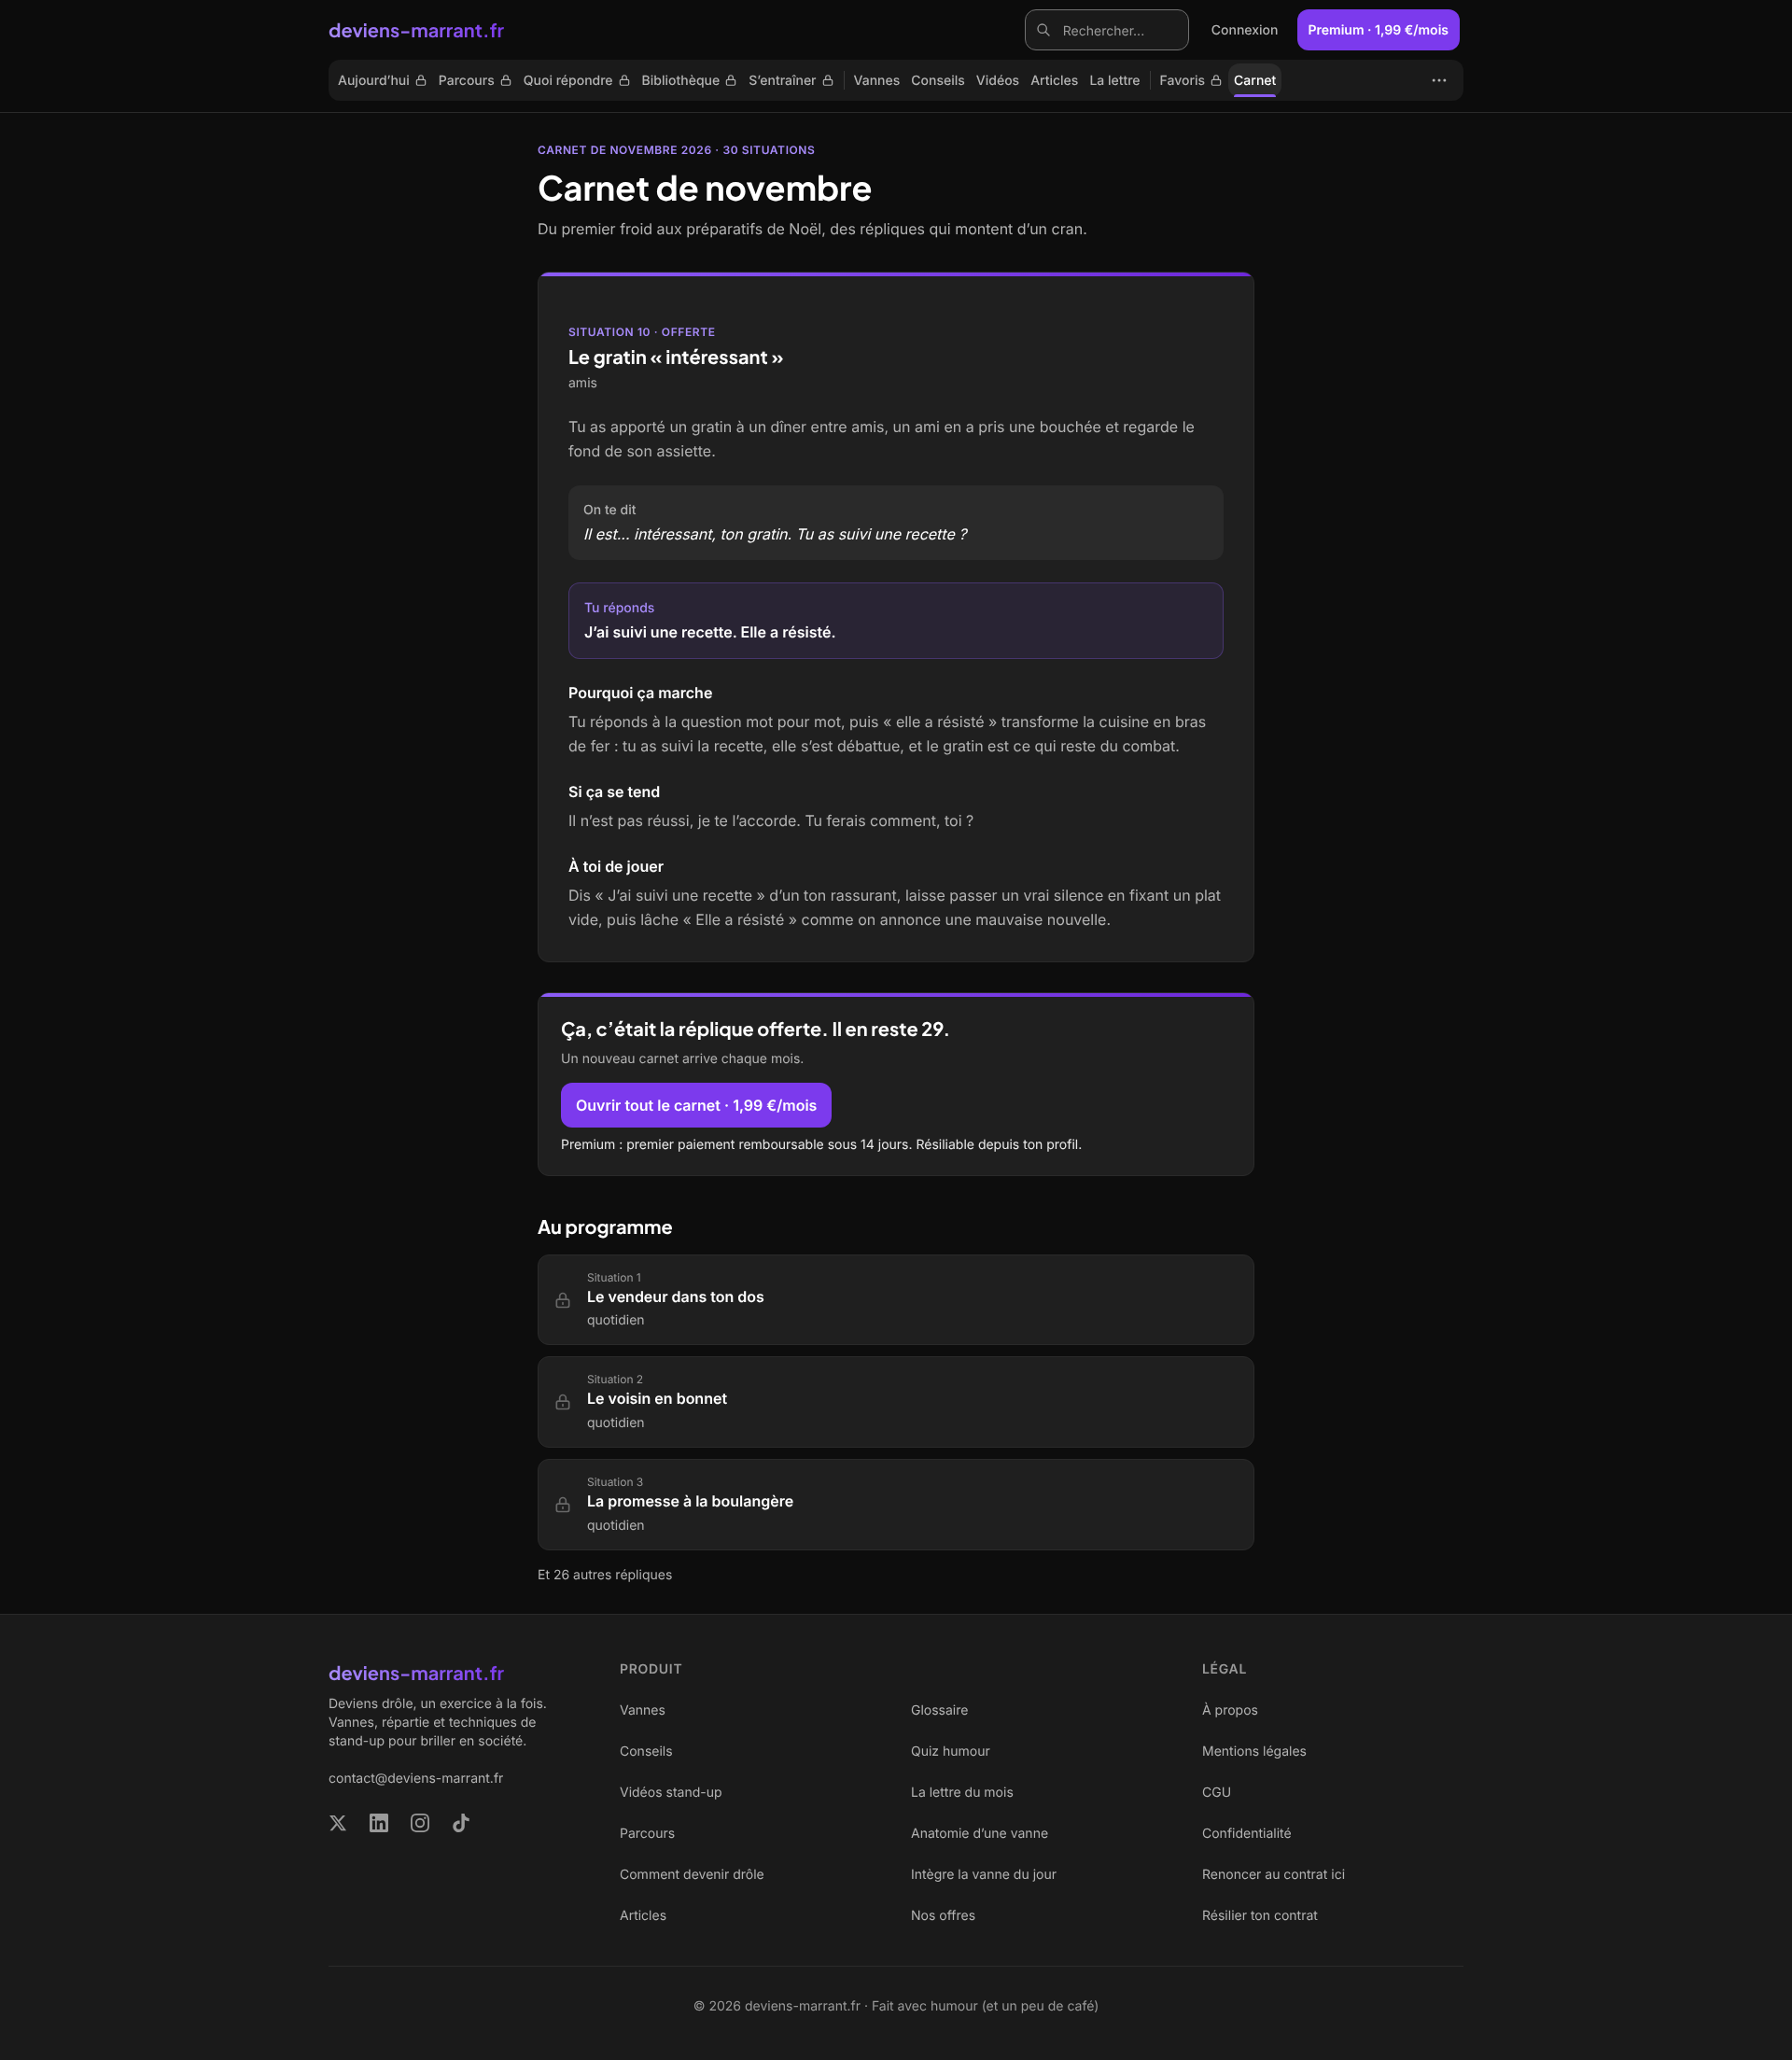 deviens-marrant.fr
Rechercher...
Connexion
Premium · 1,99 €/mois
Aujourd’hui
Parcours
Quoi répondre
Bibliothèque
S’entraîner
Vannes
Conseils
Vidéos
Articles
La lettre
Favoris
Carnet
CARNET DE NOVEMBRE 2026 · 30 SITUATIONS
Carnet de novembre
Du premier froid aux préparatifs de Noël, des répliques qui montent d’un cran.
SITUATION 10 · OFFERTE
Le gratin « intéressant »
amis
Tu as apporté un gratin à un dîner entre amis, un ami en a pris une bouchée et regarde le
fond de son assiette.
On te dit
Il est… intéressant, ton gratin. Tu as suivi une recette ?
Tu réponds
J’ai suivi une recette. Elle a résisté.
Pourquoi ça marche
Tu réponds à la question mot pour mot, puis « elle a résisté » transforme la cuisine en bras
de fer : tu as suivi la recette, elle s’est débattue, et le gratin est ce qui reste du combat.
Si ça se tend
Il n’est pas réussi, je te l’accorde. Tu ferais comment, toi ?
À toi de jouer
Dis « J’ai suivi une recette » d’un ton rassurant, laisse passer un vrai silence en fixant un plat
vide, puis lâche « Elle a résisté » comme on annonce une mauvaise nouvelle.
Ça, c’était la réplique offerte. Il en reste 29.
Un nouveau carnet arrive chaque mois.
Ouvrir tout le carnet · 1,99 €/mois
Premium : premier paiement remboursable sous 14 jours. Résiliable depuis ton profil.
Au programme
Situation 1
Le vendeur dans ton dos
quotidien
Situation 2
Le voisin en bonnet
quotidien
Situation 3
La promesse à la boulangère
quotidien
Et 26 autres répliques
deviens-marrant.fr
Deviens drôle, un exercice à la fois.
Vannes, répartie et techniques de
stand-up pour briller en société.
contact@deviens-marrant.fr
PRODUIT
Vannes
Conseils
Vidéos stand-up
Parcours
Comment devenir drôle
Articles
Glossaire
Quiz humour
La lettre du mois
Anatomie d’une vanne
Intègre la vanne du jour
Nos offres
LÉGAL
À propos
Mentions légales
CGU
Confidentialité
Renoncer au contrat ici
Résilier ton contrat
© 2026 deviens-marrant.fr · Fait avec humour (et un peu de café)